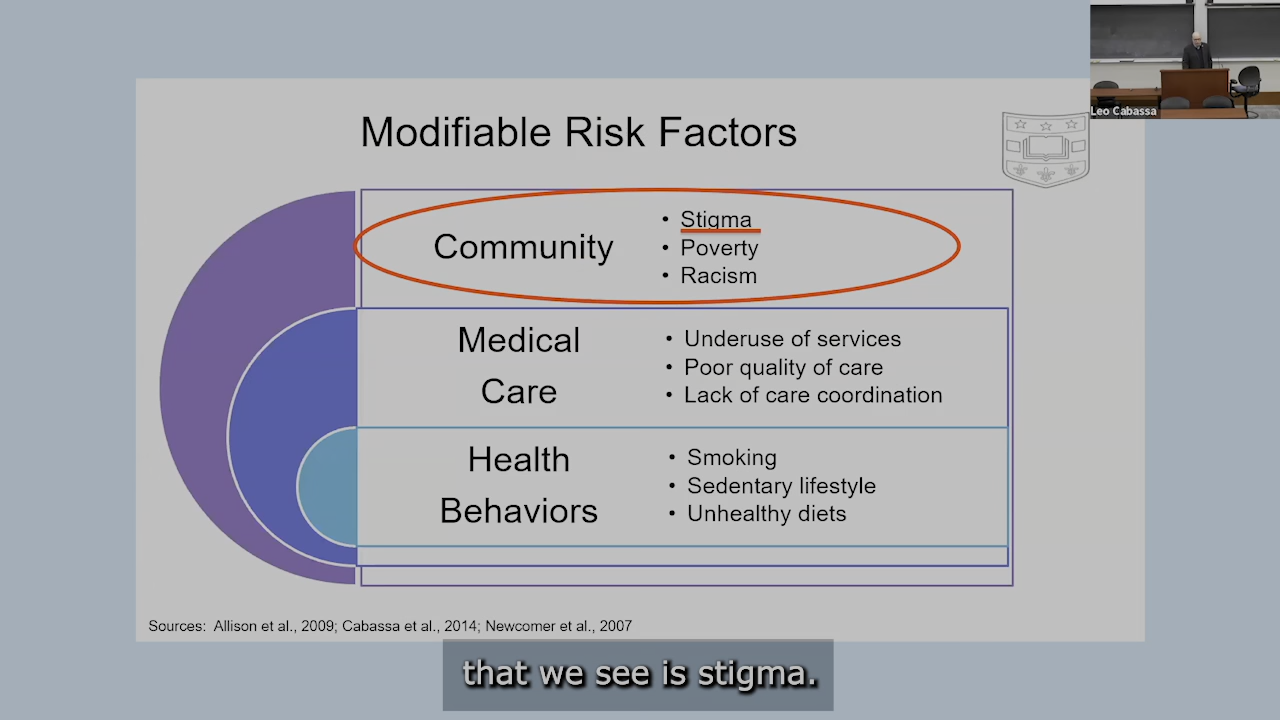 Leo Cabassa
Modifiable Risk Factors
Community
• Stigma
• Poverty
• Racism
Medical
Care
• Underuse of services
• Poor quality of care
• Lack of care coordination
Health
Behaviors
• Smoking
• Sedentary lifestyle
• Unhealthy diets
Sources: Allison et al., 2009; Cabassa et al., 2014; Newcomer et al., 2007
that we see is stigma.